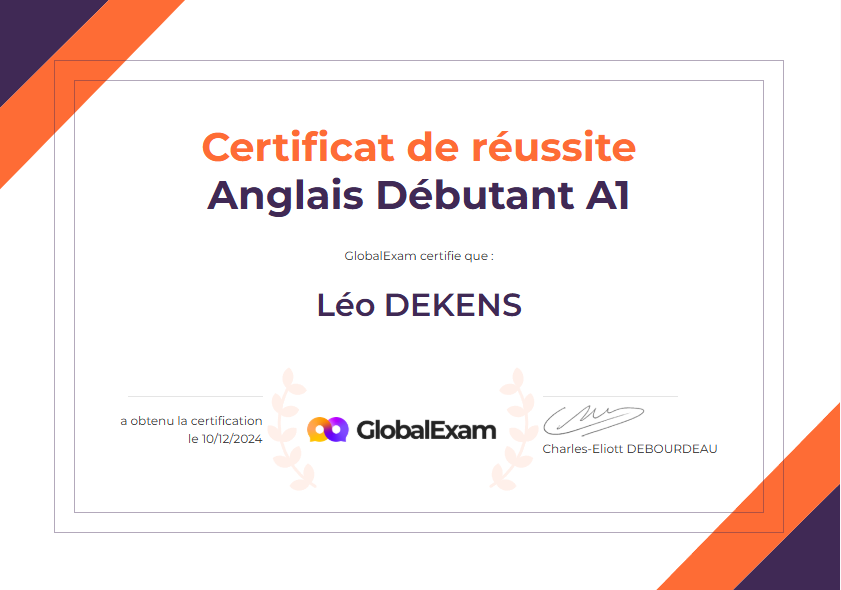 Certificat de réussite
Anglais Débutant A1
GlobalExam certifie que :
Léo DEKENS
a obtenu la certification
le 10/12/2024
GlobalExam
Charles-Eliott DEBOURDEAU